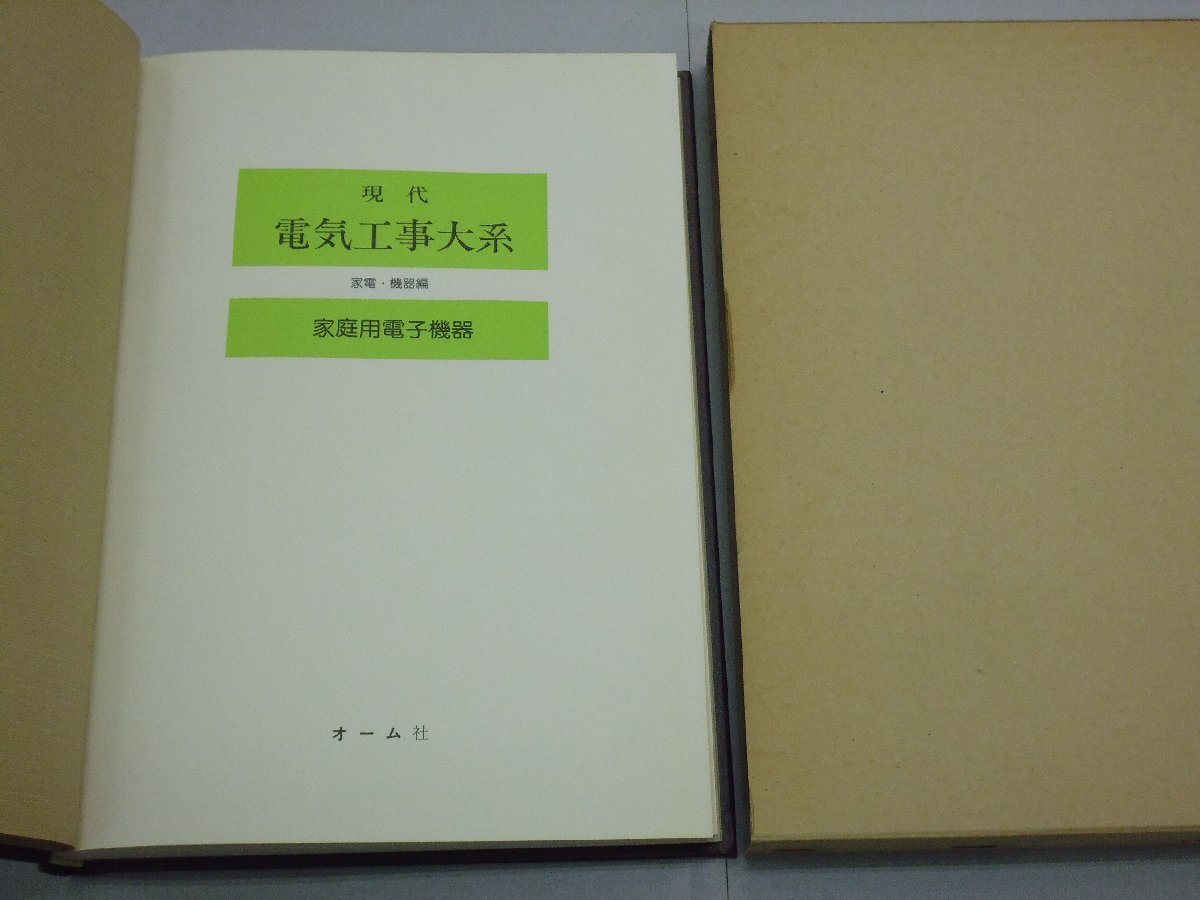 現代
電気工事大系
家電・機器編
家庭用電子機器
オーム社